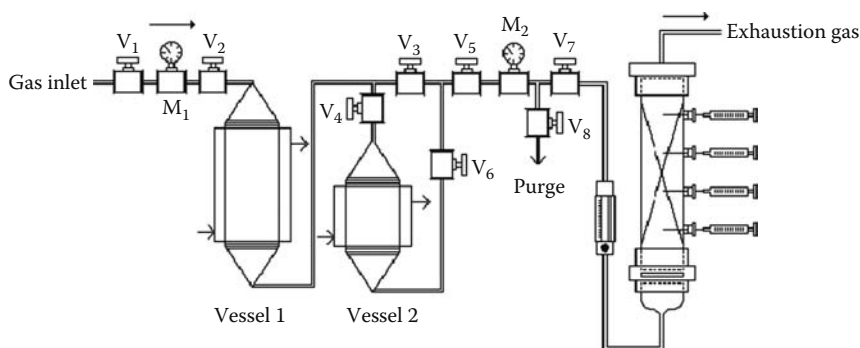 Gas inlet
V1
M1
V2
Vessel 1
V3
V4
V5
V6
Vessel 2
M2
V7
V8
Purge
Exhaustion gas